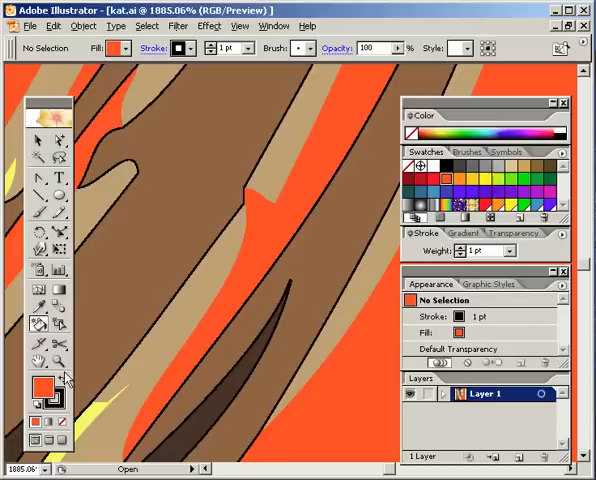 Adobe Illustrator - [kat.ai @ 1885.06% (RGB/Preview) ]
File Edit Object Type Select Filter Effect View Window Help
No Selection Fill: Stroke: 1 pt Brush: Opacity: 100 % Style:
Color
Swatches Brushes Symbols
Stroke Gradient Transparency
Weight: 1 pt
Appearance Graphic Styles
No Selection
Stroke: 1 pt
Fill:
Default Transparency
Layers
Layer 1
1 Layer
1885.06 Open